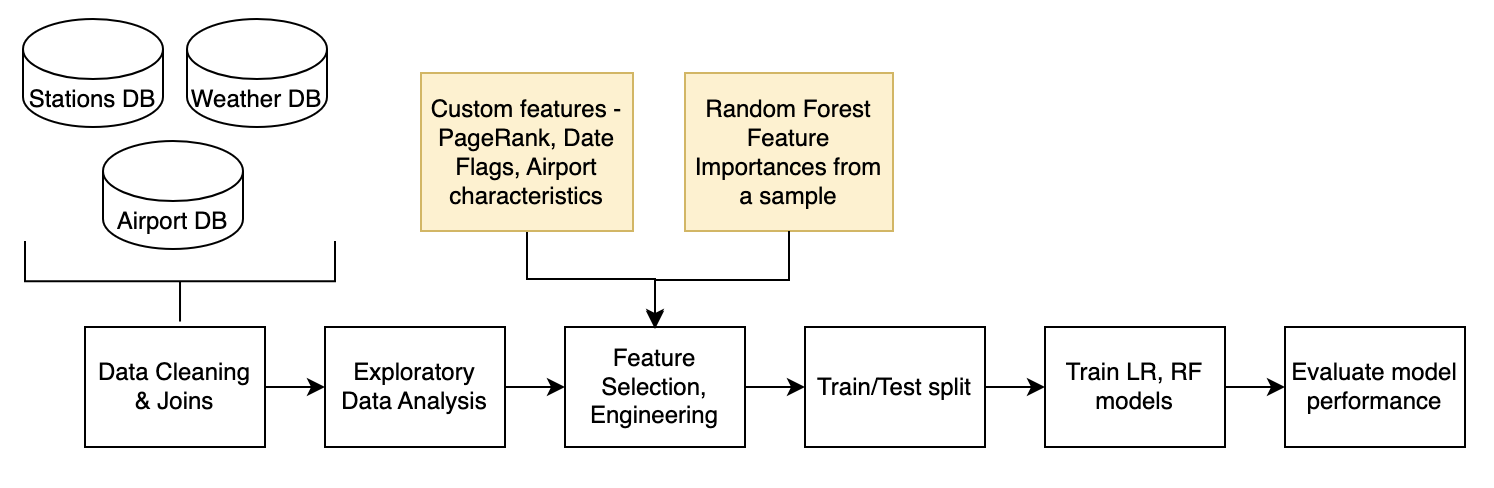 Stations DB
Weather DB
Airport DB
Custom features -
PageRank, Date
Flags, Airport
characteristics
Random Forest
Feature
Importances from
a sample
Data Cleaning
& Joins
Exploratory
Data Analysis
Feature
Selection,
Engineering
Train/Test split
Train LR, RF
models
Evaluate model
performance